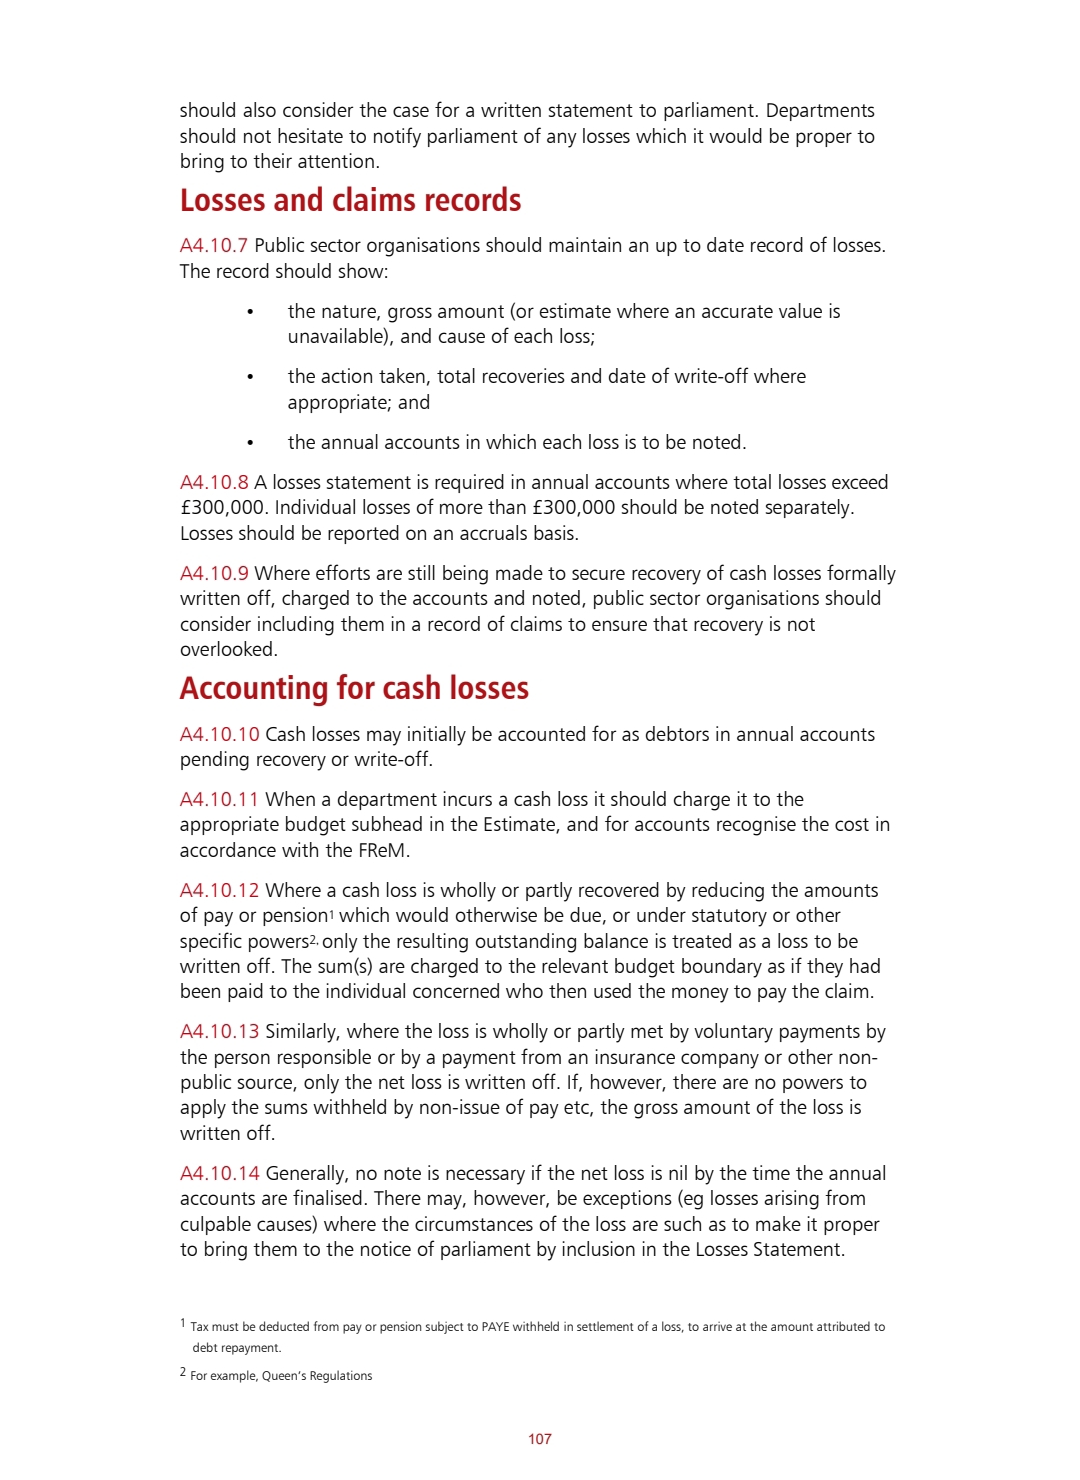 should also consider the case for a written statement to parliament. Departments
should not hesitate to notify parliament of any losses which it would be proper to
bring to their attention.
Losses and claims records
A4.10.7 Public sector organisations should maintain an up to date record of losses.
The record should show:
• the nature, gross amount (or estimate where an accurate value is
unavailable), and cause of each loss;
• the action taken, total recoveries and date of write-off where
appropriate; and
• the annual accounts in which each loss is to be noted.
A4.10.8 A losses statement is required in annual accounts where total losses exceed
£300,000. Individual losses of more than £300,000 should be noted separately.
Losses should be reported on an accruals basis.
A4.10.9 Where efforts are still being made to secure recovery of cash losses formally
written off, charged to the accounts and noted, public sector organisations should
consider including them in a record of claims to ensure that recovery is not
overlooked.
Accounting for cash losses
A4.10.10 Cash losses may initially be accounted for as debtors in annual accounts
pending recovery or write-off.
A4.10.11 When a department incurs a cash loss it should charge it to the
appropriate budget subhead in the Estimate, and for accounts recognise the cost in
accordance with the FReM.
A4.10.12 Where a cash loss is wholly or partly recovered by reducing the amounts
of pay or pension1 which would otherwise be due, or under statutory or other
specific powers2, only the resulting outstanding balance is treated as a loss to be
written off. The sum(s) are charged to the relevant budget boundary as if they had
been paid to the individual concerned who then used the money to pay the claim.
A4.10.13 Similarly, where the loss is wholly or partly met by voluntary payments by
the person responsible or by a payment from an insurance company or other non-
public source, only the net loss is written off. If, however, there are no powers to
apply the sums withheld by non-issue of pay etc, the gross amount of the loss is
written off.
A4.10.14 Generally, no note is necessary if the net loss is nil by the time the annual
accounts are finalised. There may, however, be exceptions (eg losses arising from
culpable causes) where the circumstances of the loss are such as to make it proper
to bring them to the notice of parliament by inclusion in the Losses Statement.
1 Tax must be deducted from pay or pension subject to PAYE withheld in settlement of a loss, to arrive at the amount attributed to
debt repayment.
2 For example, Queen's Regulations
107